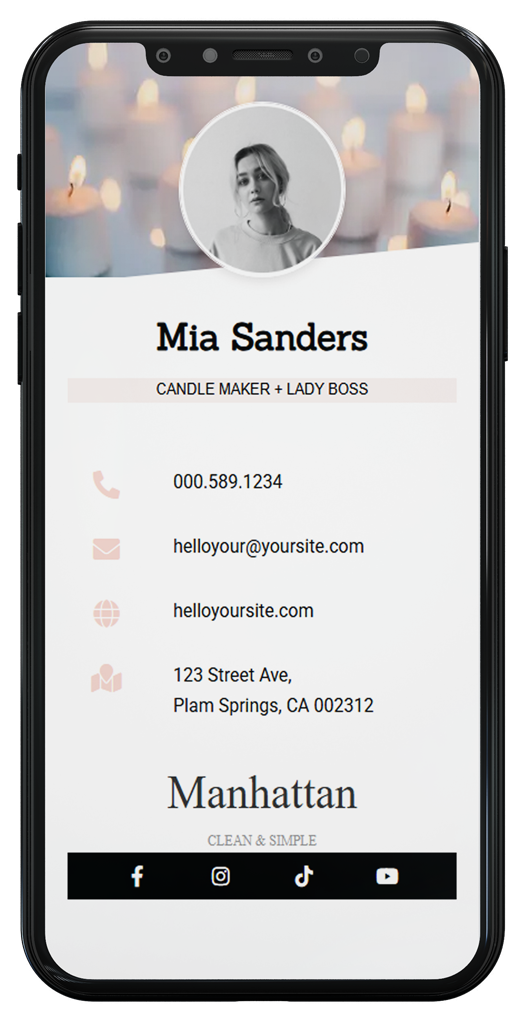 Mia Sanders
CANDLE MAKER + LADY BOSS
000.589.1234
helloyour@yoursite.com
helloyoursite.com
123 Street Ave,
Plam Springs, CA 002312
Manhattan
CLEAN & SIMPLE